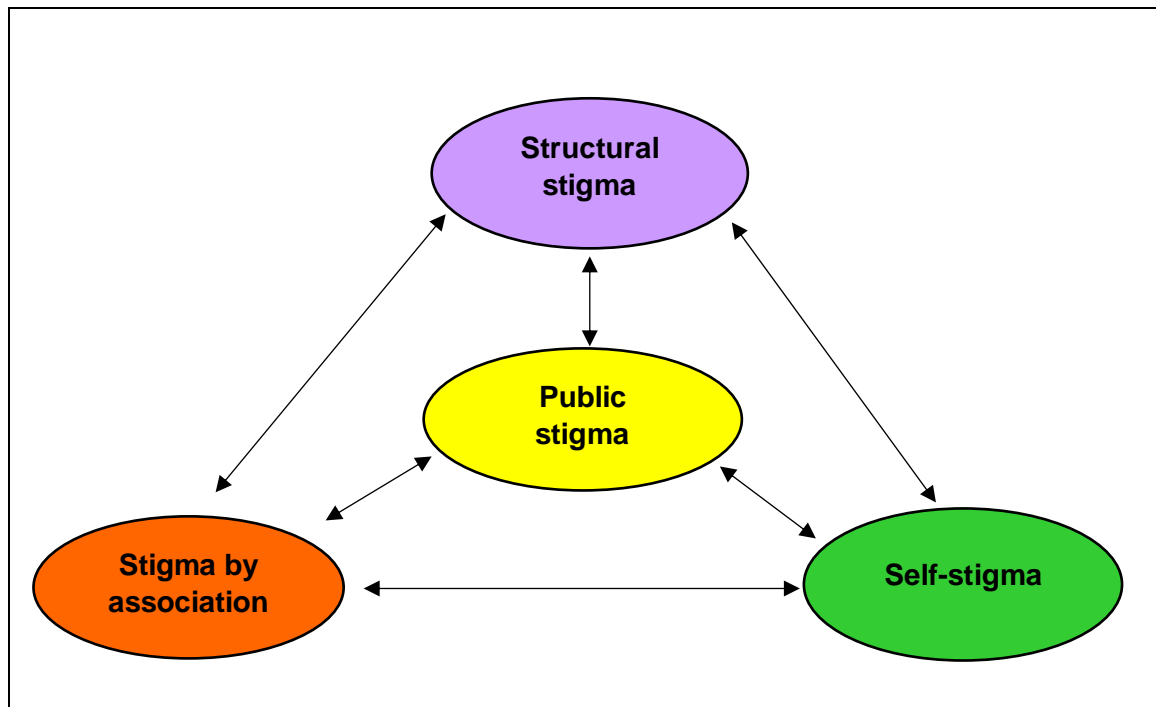 Structural
stigma
Public
stigma
Stigma by
association
Self-stigma